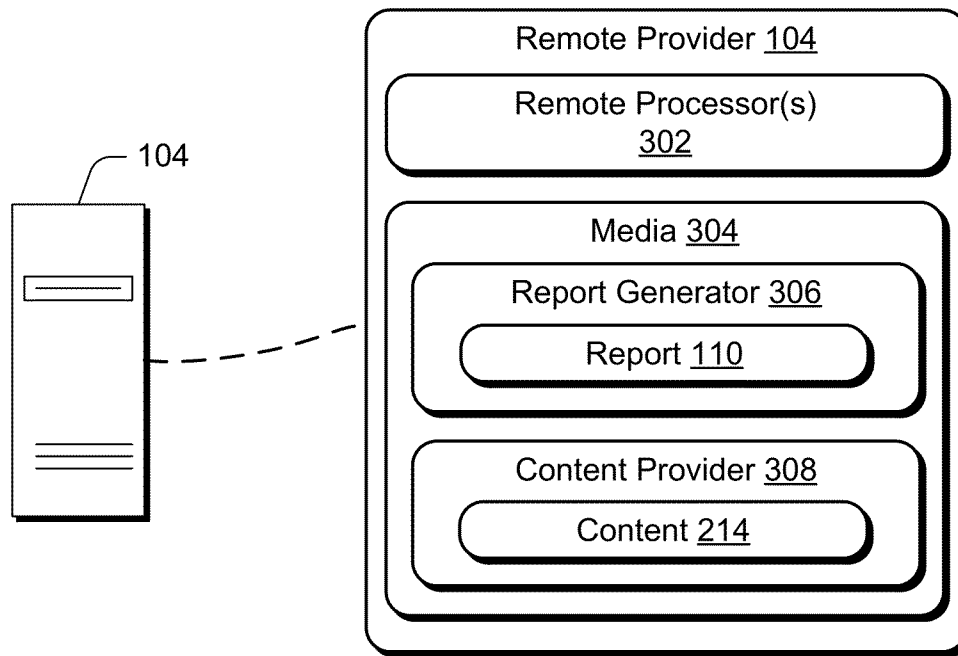 Remote Provider 104
Remote Processor(s)
302
104
Media 304
Report Generator 306
Report 110
Content Provider 308
Content 214